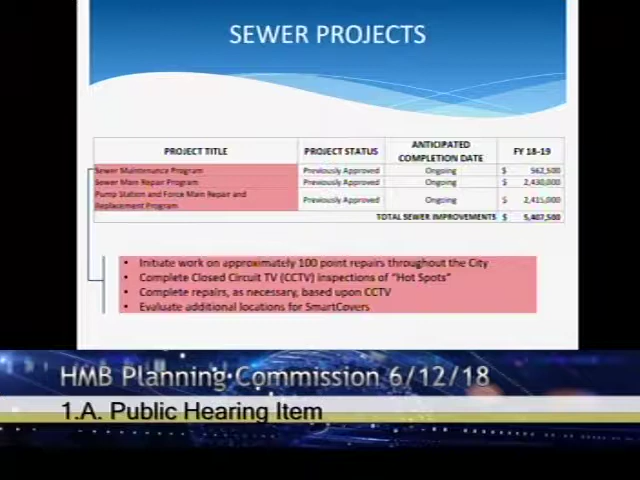 SEWER PROJECTS
PROJECT TITLE PROJECT STATUS ANTICIPATED COMPLETION DATE FY 18-19
Sewer Maintenance Program Previously Approved Ongoing $ 562,500
Sewer Main Repair Program Previously Approved Ongoing $ 2,430,000
Pump Station and Force Main Repair and
Replacement Program Previously Approved Ongoing $ 2,415,000
TOTAL SEWER IMPROVEMENTS $ 5,407,500
• Initiate work on approximately 100 point repairs throughout the City
• Complete Closed Circuit TV (CCTV) inspections of "Hot Spots"
• Complete repairs, as necessary, based upon CCTV
• Evaluate additional locations for SmartCovers
HMB Planning Commission 6/12/18
1.A. Public Hearing Item